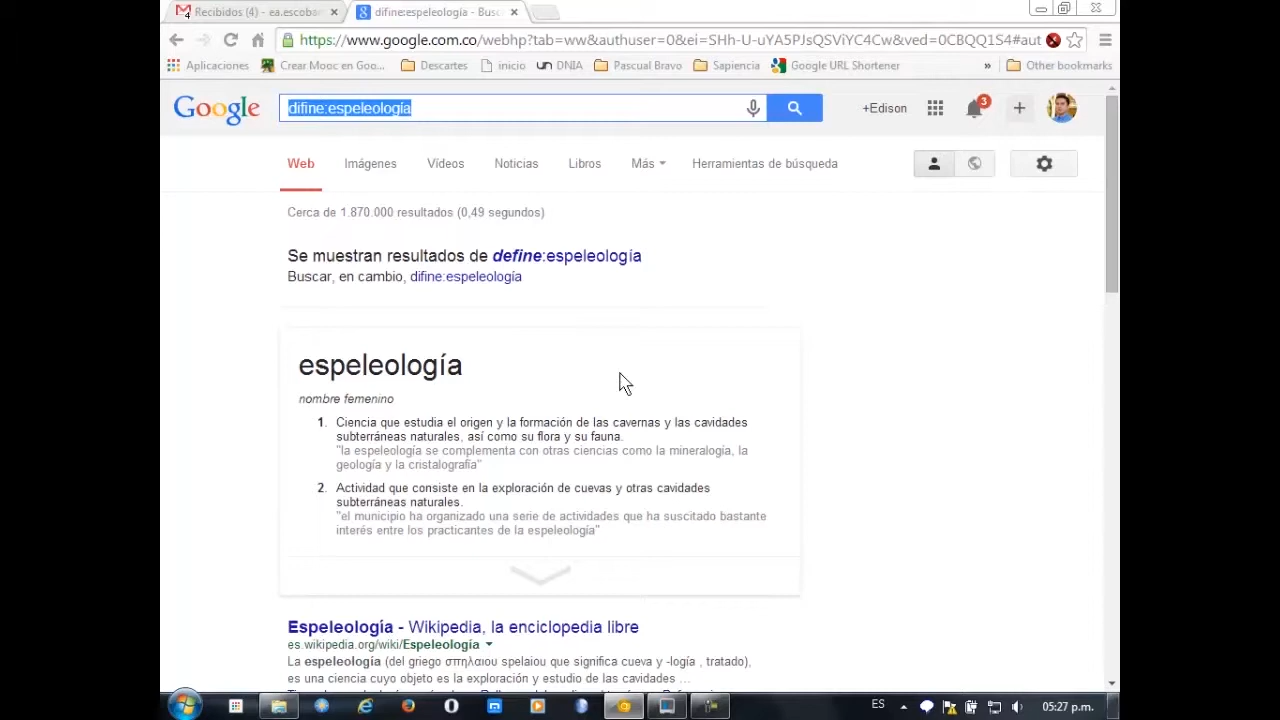 Recibidos (4) - ea.escoba
difine:espeleología - Busc
https://www.google.com.co/webhp?tab=ww&authuser=0&ei=SHh-U-uYA5PJsQSViYC4Cw&ved=0CBQQ1S4#aut
Aplicaciones
Crear Mooc en Goo...
Descartes
inicio
DNIA
Pascual Bravo
Sapiencia
Google URL Shortener
»
Other bookmarks
Google
difine:espeleología
+Edison
3
Web
Imágenes
Vídeos
Noticias
Libros
Más
Herramientas de búsqueda
Cerca de 1.870.000 resultados (0,49 segundos)
Se muestran resultados de define:espeleología
Buscar, en cambio, difine:espeleología
espeleología
nombre femenino
1. Ciencia que estudia el origen y la formación de las cavernas y las cavidades
subterráneas naturales, así como su flora y su fauna.
"la espeleología se complementa con otras ciencias como la mineralogía, la
geología y la cristalografía"
2. Actividad que consiste en la exploración de cuevas y otras cavidades
subterráneas naturales.
"el municipio ha organizado una serie de actividades que ha suscitado bastante
interés entre los practicantes de la espeleología"
Espeleología - Wikipedia, la enciclopedia libre
es.wikipedia.org/wiki/Espeleología
La espeleología (del griego σπηλαιου spelaiou que significa cueva y -logía , tratado),
es una ciencia cuyo objeto es la exploración y estudio de las cavidades ...
ES
05:27 p.m.